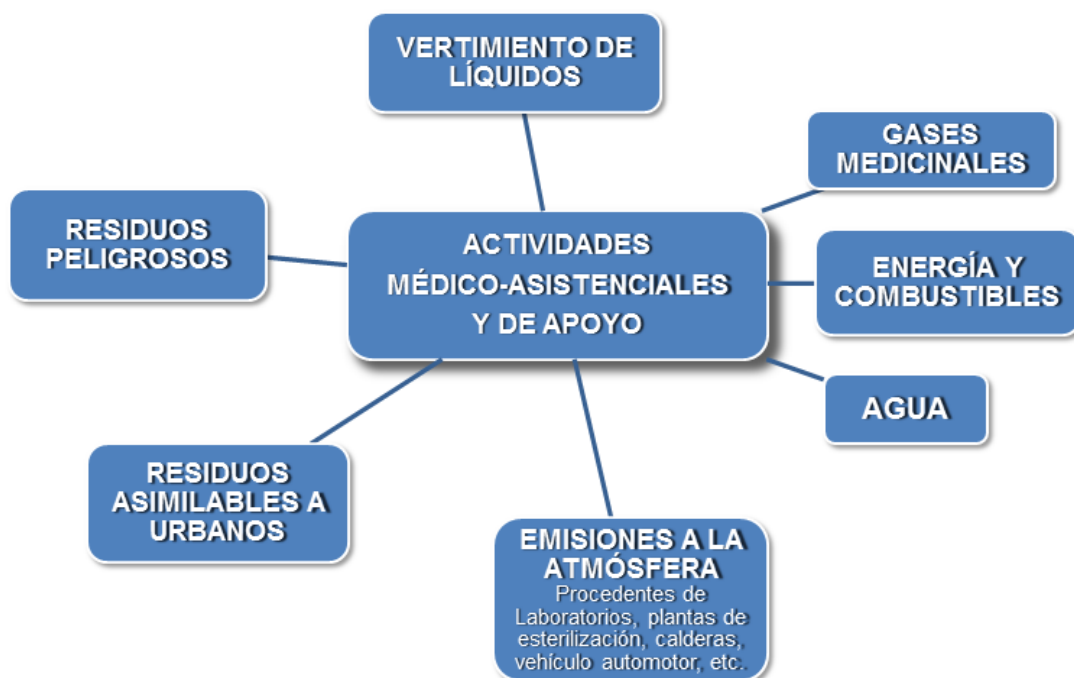 VERTIMIENTO DE
LÍQUIDOS
GASES
MEDICINALES
RESIDUOS
PELIGROSOS
ACTIVIDADES
MÉDICO-ASISTENCIALES
Y DE APOYO
ENERGÍA Y
COMBUSTIBLES
AGUA
RESIDUOS
ASIMILABLES A
URBANOS
EMISIONES A LA
ATMÓSFERA
Procedentes de
Laboratorios, plantas de
esterilización, calderas,
vehículo automotor, etc.